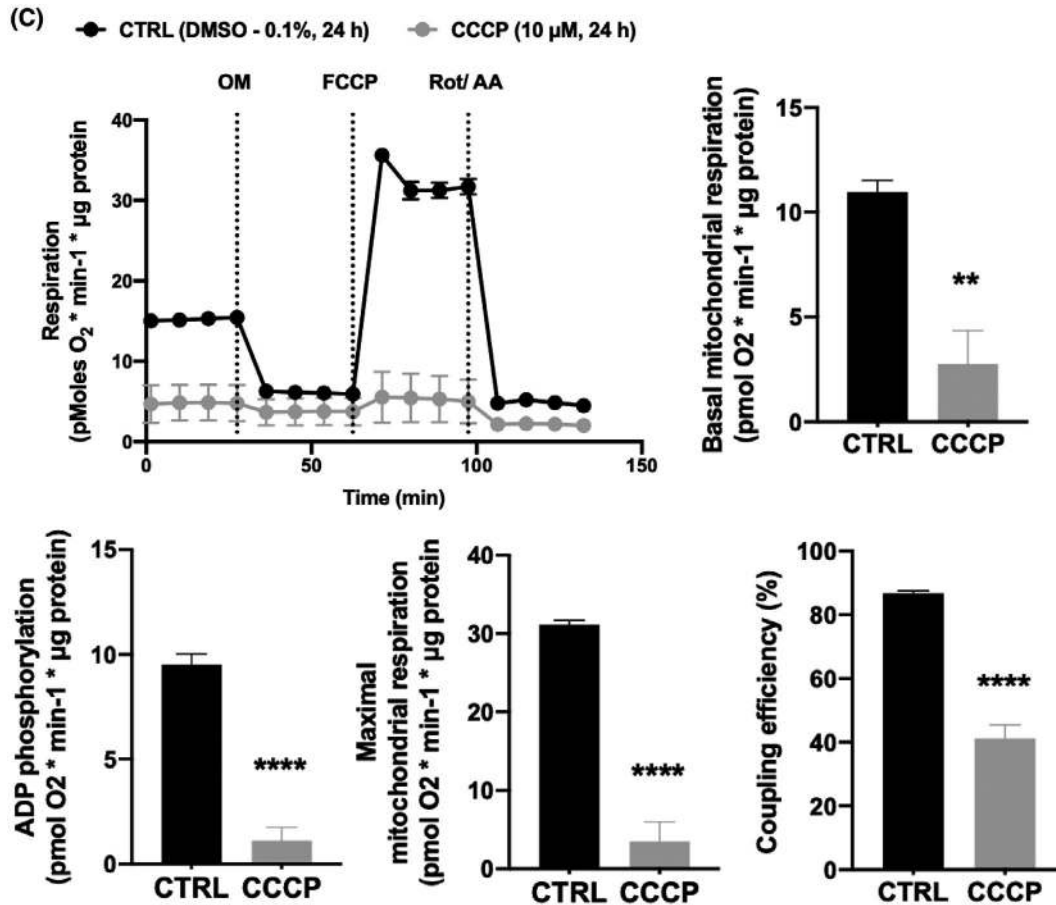 (C)
CTRL (DMSO - 0.1%, 24 h) CCCP (10 µM, 24 h)
OM FCCP Rot/ AA
Respiration
(pMoles O2 * min-1 * µg protein
40
30
20
10
0
0 50 100 150
Time (min)
Basal mitochondrial respiration
(pmol O2 * min-1 * µg protein)
15
10
5
0
**
CTRL CCCP
ADP phosphorylation
(pmol O2 * min-1 * µg protein)
15
10
5
0
****
CTRL CCCP
Maximal
mitochondrial respiration
(pmol O2 * min-1 * µg protein
40
30
20
10
0
****
CTRL CCCP
Coupling efficiency (%)
100
80
60
40
20
0
****
CTRL CCCP